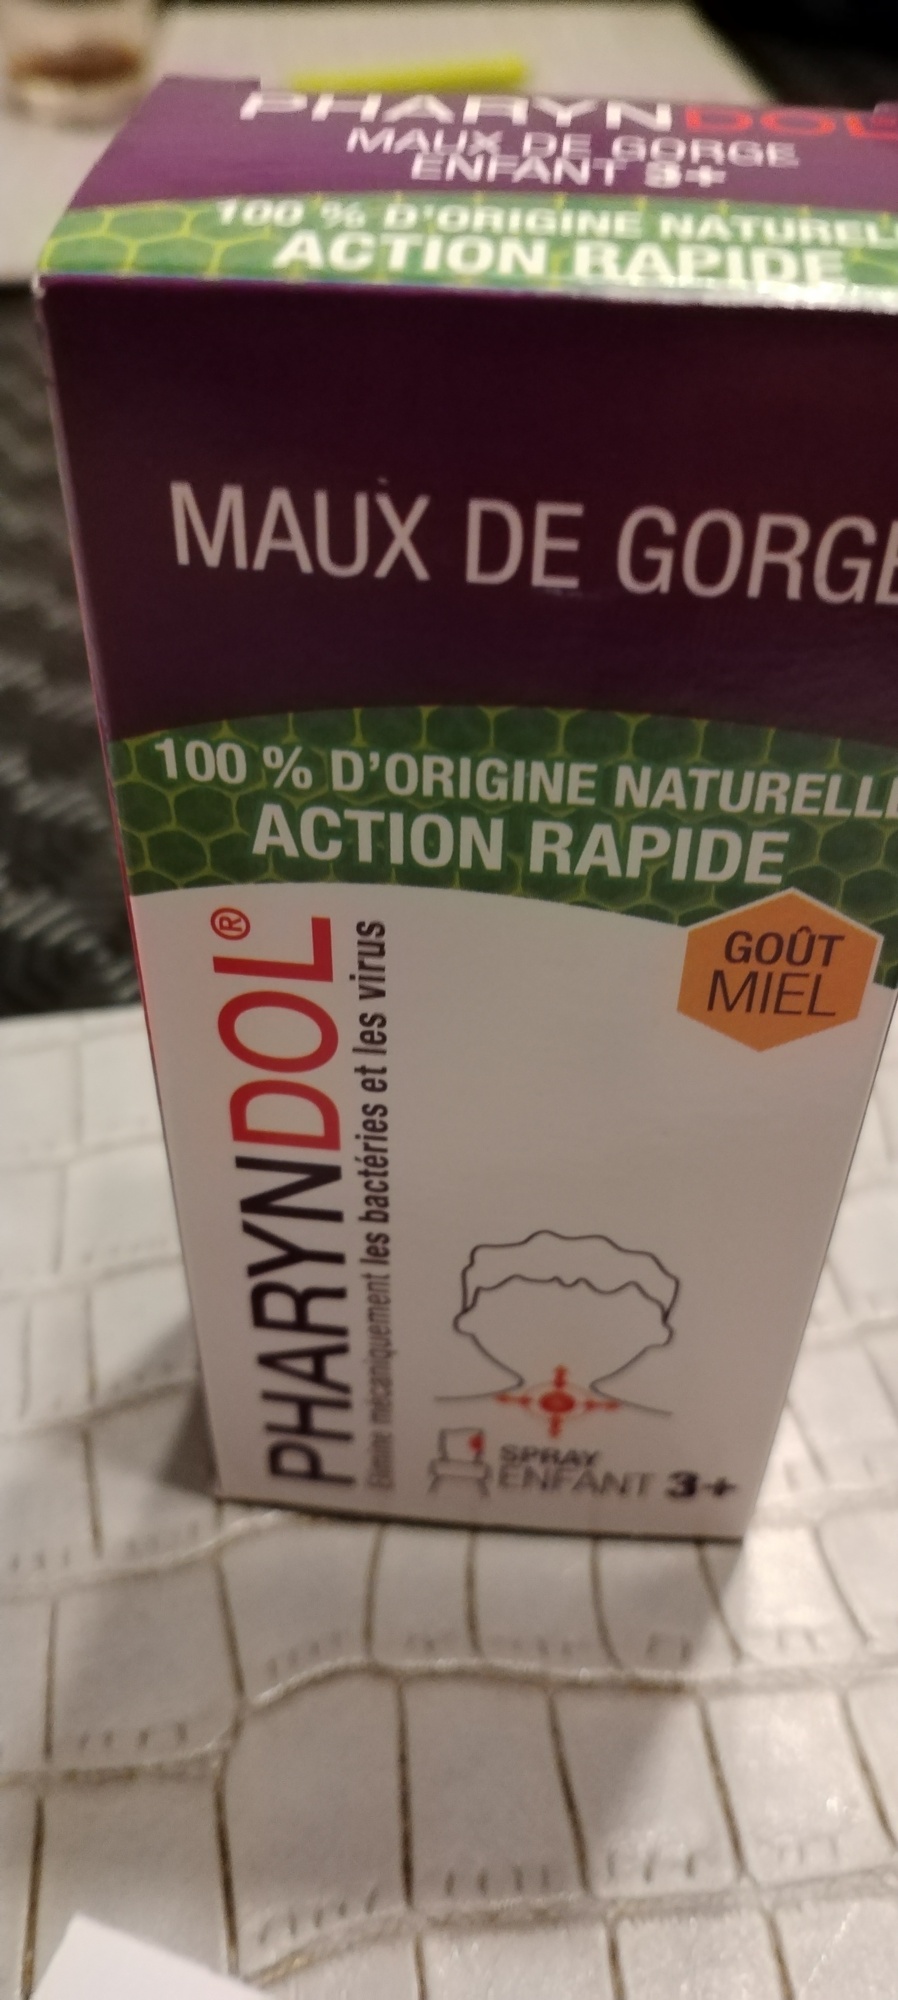 PHARYNDOL
MAUX DE GORGE
ENFANT 3+
100 % D'ORIGINE NATUREL
ACTION RAPIDE
MAUX DE GORGE
100 % D'ORIGINE NATURELLE
ACTION RAPIDE
GOÛT
MIEL
PHARYNDOL®
Élimine mécaniquement les bactéries et les virus
SPRAY
ENFANT 3+